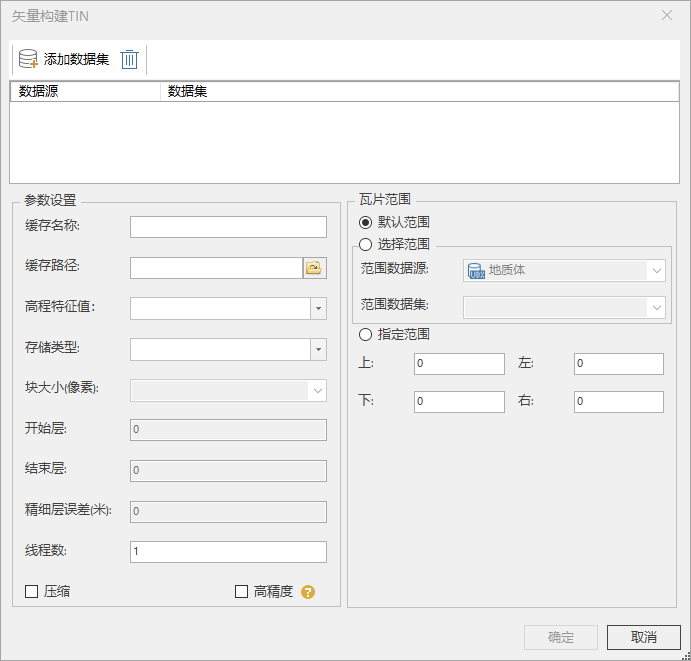 矢量构建TIN
添加数据集
数据源 数据集
参数设置
缓存名称:
缓存路径:
高程特征值:
存储类型:
块大小(像素):
开始层: 0
结束层: 0
精细层误差(米): 0
线程数: 1
压缩 高精度 ?
瓦片范围
默认范围
选择范围
范围数据源: 地质体
范围数据集:
指定范围
上: 0 左: 0
下: 0 右: 0
确定 取消